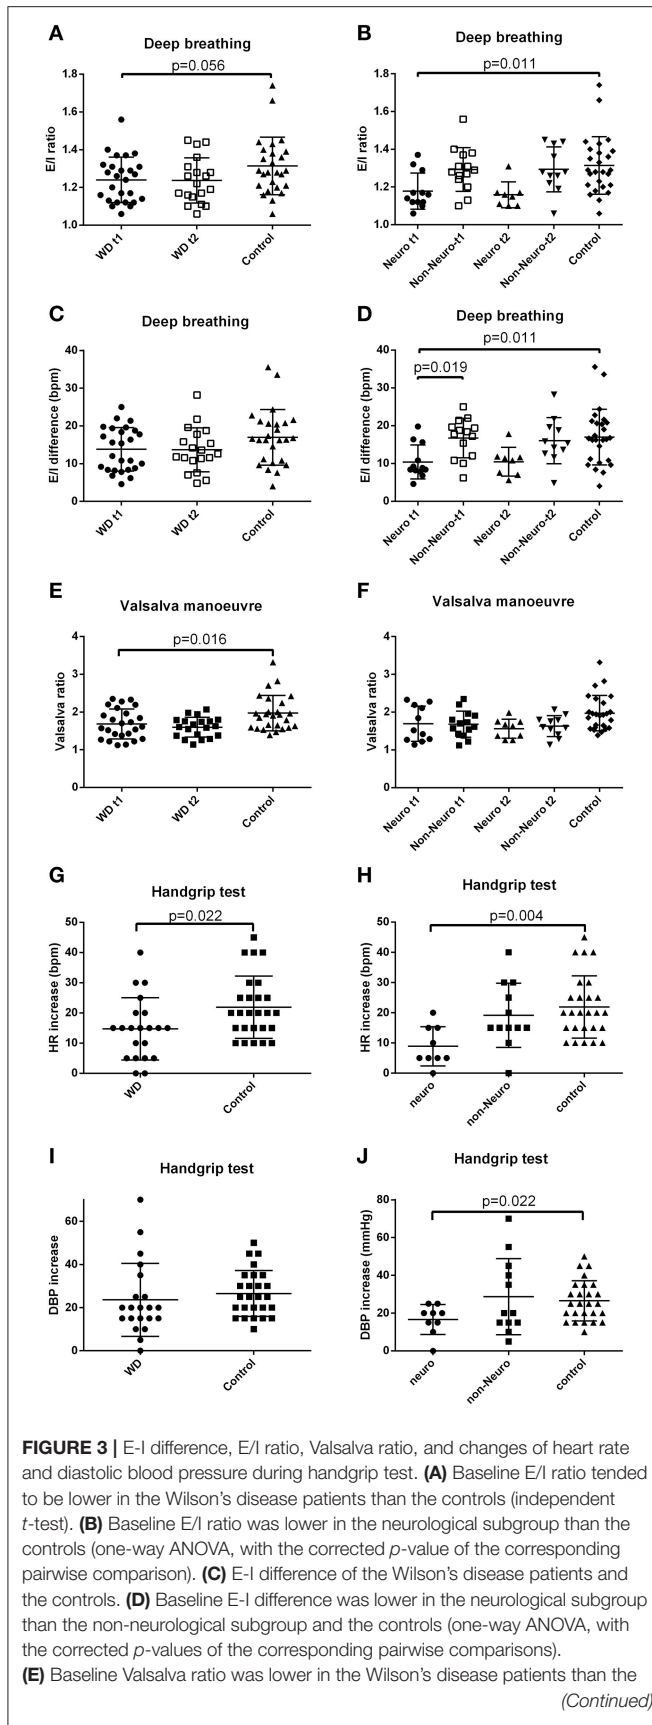 A
Deep breathing
p=0.056
E/I ratio
1.8
1.6
1.4
1.2
1.0
WD t1
WD t2
Control
B
Deep breathing
p=0.011
E/I ratio
1.8
1.6
1.4
1.2
1.0
Neuro t1
Non-Neuro-t1
Neuro t2
Non-Neuro-t2
Control
C
Deep breathing
E/I difference (bpm)
40
30
20
10
0
WD t1
WD t2
Control
D
Deep breathing
p=0.011
p=0.019
E/I difference (bpm)
40
30
20
10
0
Neuro t1
Non-Neuro-t1
Neuro t2
Non-Neuro-t2
Control
E
Valsalva manoeuvre
p=0.016
Valsalva ratio
4
3
2
1
0
WD t1
WD t2
Control
F
Valsalva manoeuvre
Valsalva ratio
4
3
2
1
0
Neuro t1
Non-Neuro t1
Neuro t2
Non-Neuro-t2
Control
G
Handgrip test
p=0.022
HR increase (bpm)
50
40
30
20
10
0
WD
Control
H
Handgrip test
p=0.004
HR increase (bpm)
50
40
30
20
10
0
neuro
non-Neuro
control
I
Handgrip test
DBP increase
60
40
20
0
WD
Control
J
Handgrip test
p=0.022
DBP increase (mmHg)
80
60
40
20
0
neuro
non-Neuro
control
FIGURE 3 | E-I difference, E/I ratio, Valsalva ratio, and changes of heart rate
and diastolic blood pressure during handgrip test. (A) Baseline E/I ratio tended
to be lower in the Wilson's disease patients than the controls (independent
t-test). (B) Baseline E/I ratio was lower in the neurological subgroup than the
controls (one-way ANOVA, with the corrected p-value of the corresponding
pairwise comparison). (C) E-I difference of the Wilson's disease patients and
the controls. (D) Baseline E-I difference was lower in the neurological subgroup
than the non-neurological subgroup and the controls (one-way ANOVA, with
the corrected p-values of the corresponding pairwise comparisons).
(E) Baseline Valsalva ratio was lower in the Wilson's disease patients than the
(Continued)